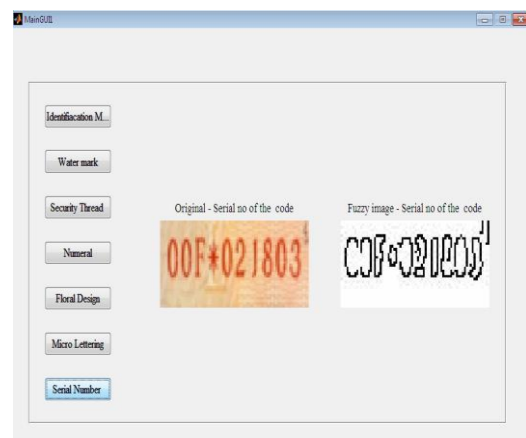 MainGUI1
Identifiacation M...
Water mark
Security Thread
Numeral
Floral Design
Micro Lettering
Serial Number
Original - Serial no of the code
00F*021803
Fuzzy image - Serial no of the code